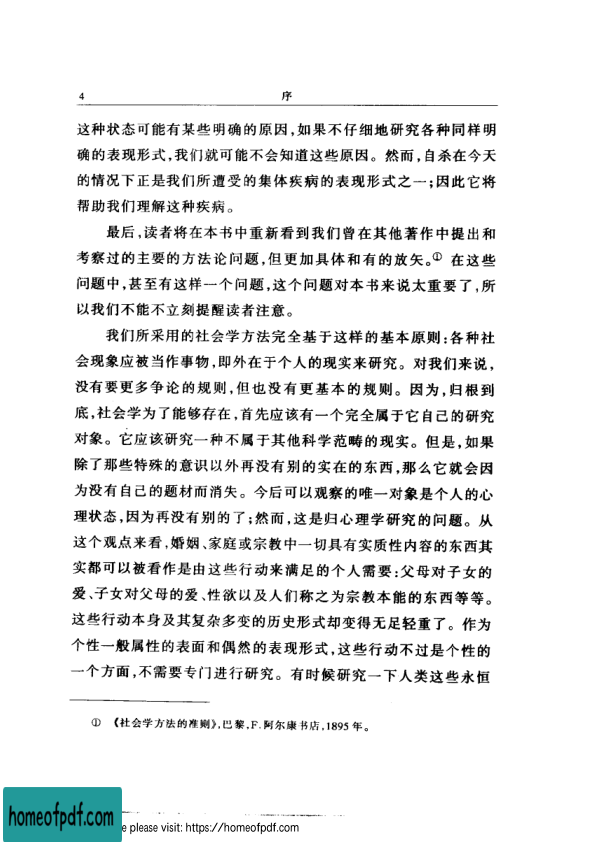 4 序
这种状态可能有某些明确的原因,如果不仔细地研究各种同样明
确的表现形式,我们就可能不会知道这些原因。然而,自杀在今天
的情况下正是我们所遭受的集体疾病的表现形式之一;因此它将
帮助我们理解这种疾病。
最后,读者将在本书中重新看到我们曾在其他著作中提出和
考察过的主要的方法论问题,但更加具体和有的放矢。① 在这些
问题中,甚至有这样一个问题,这个问题对本书来说太重要了,所
以我们不能不立刻提醒读者注意。
我们所采用的社会学方法完全基于这样的基本原则:各种社
会现象应被当作事物,即外在于个人的现实来研究。对我们来说,
没有要更多争论的规则,但也没有更基本的规则。因为,归根到
底,社会学为了能够存在,首先应该有一个完全属于它自己的研究
对象。它应该研究一种不属于其他科学范畴的现实。但是,如果
除了那些特殊的意识以外再没有别的实在的东西,那么它就会因
为没有自己的题材而消失。今后可以观察的唯一对象是个人的心
理状态,因为再没有别的了;然而,这是归心理学研究的问题。从
这个观点来看,婚姻、家庭或宗教中一切具有实质性内容的东西其
实都可以被看作是由这些行动来满足的个人需要:父母对子女的
爱、子女对父母的爱、性欲以及人们称之为宗教本能的东西等等。
这些行动本身及其复杂多变的历史形式却变得无足轻重了。作为
个性一般属性的表面和偶然的表现形式,这些行动不过是个性的
一个方面,不需要专门进行研究。有时候研究一下人类这些永恒
① 《社会学方法的准则》,巴黎,F.阿尔康书店,1895年。
homeofpdf.com
please visit: https://homeofpdf.com